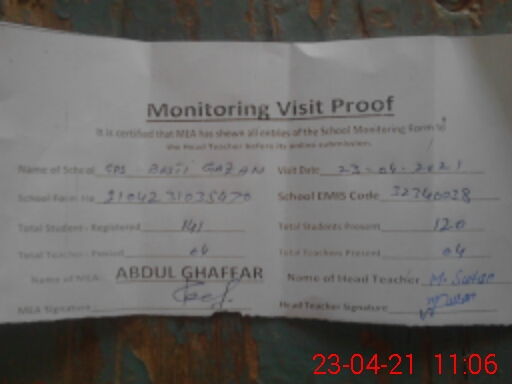 Monitoring Visit Proof
It is certified that MEA has shown all entries of the School Monitoring Form to
the Head Teacher before its online submission.
Name of School GPS BASTI GAZAN Visit Date 23-04-2021
School Form no 2104231035470 School EMIS Code 32340028
Total Student - Registered 141 Total Students Present 120
Total Teachers Posted 04 Total Teachers Present 04
Name of MEA: ABDUL GHAFFAR Name of Head Teacher M.
MEA Signature Head Teacher Signature
23-04-21 11:06